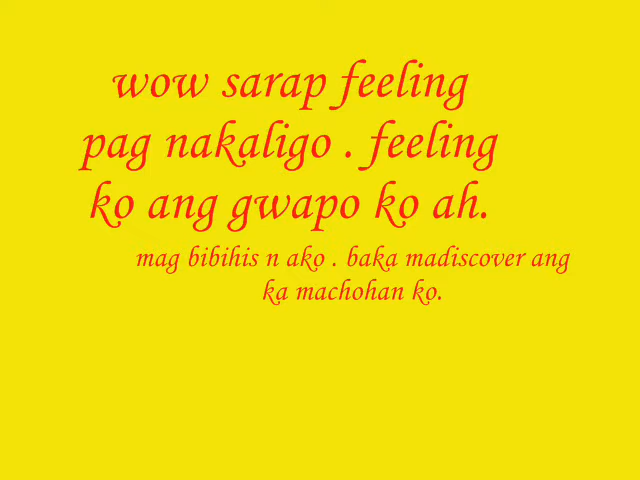 wow sarap feeling
pag nakaligo . feeling
ko ang gwapo ko ah.
mag bibihis n ako . baka madiscover ang
ka machohan ko.